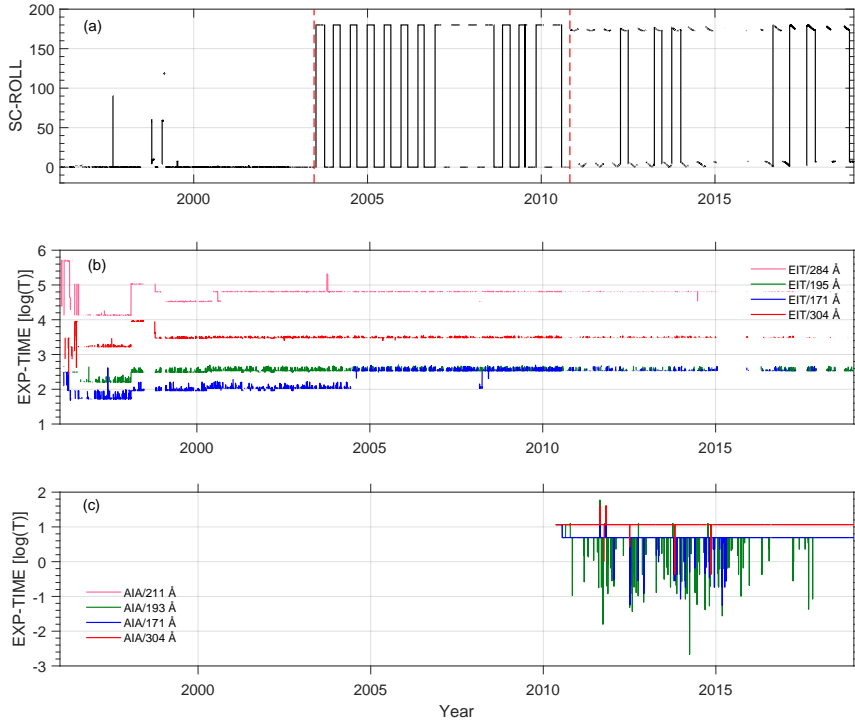 200
(a)
150
SC-ROLL
100
50
0
2000
2005
2010
2015
6
(b)
EIT/284 Å
5
EIT/195 Å
EXP-TIME [log(T)]
EIT/171 Å
4
EIT/304 Å
3
2
1
2000
2005
2010
2015
2
(c)
1
EXP-TIME [log(T)]
0
AIA/211 Å
-1
AIA/193 Å
AIA/171 Å
-2
AIA/304 Å
-3
2000
2005
2010
2015
Year